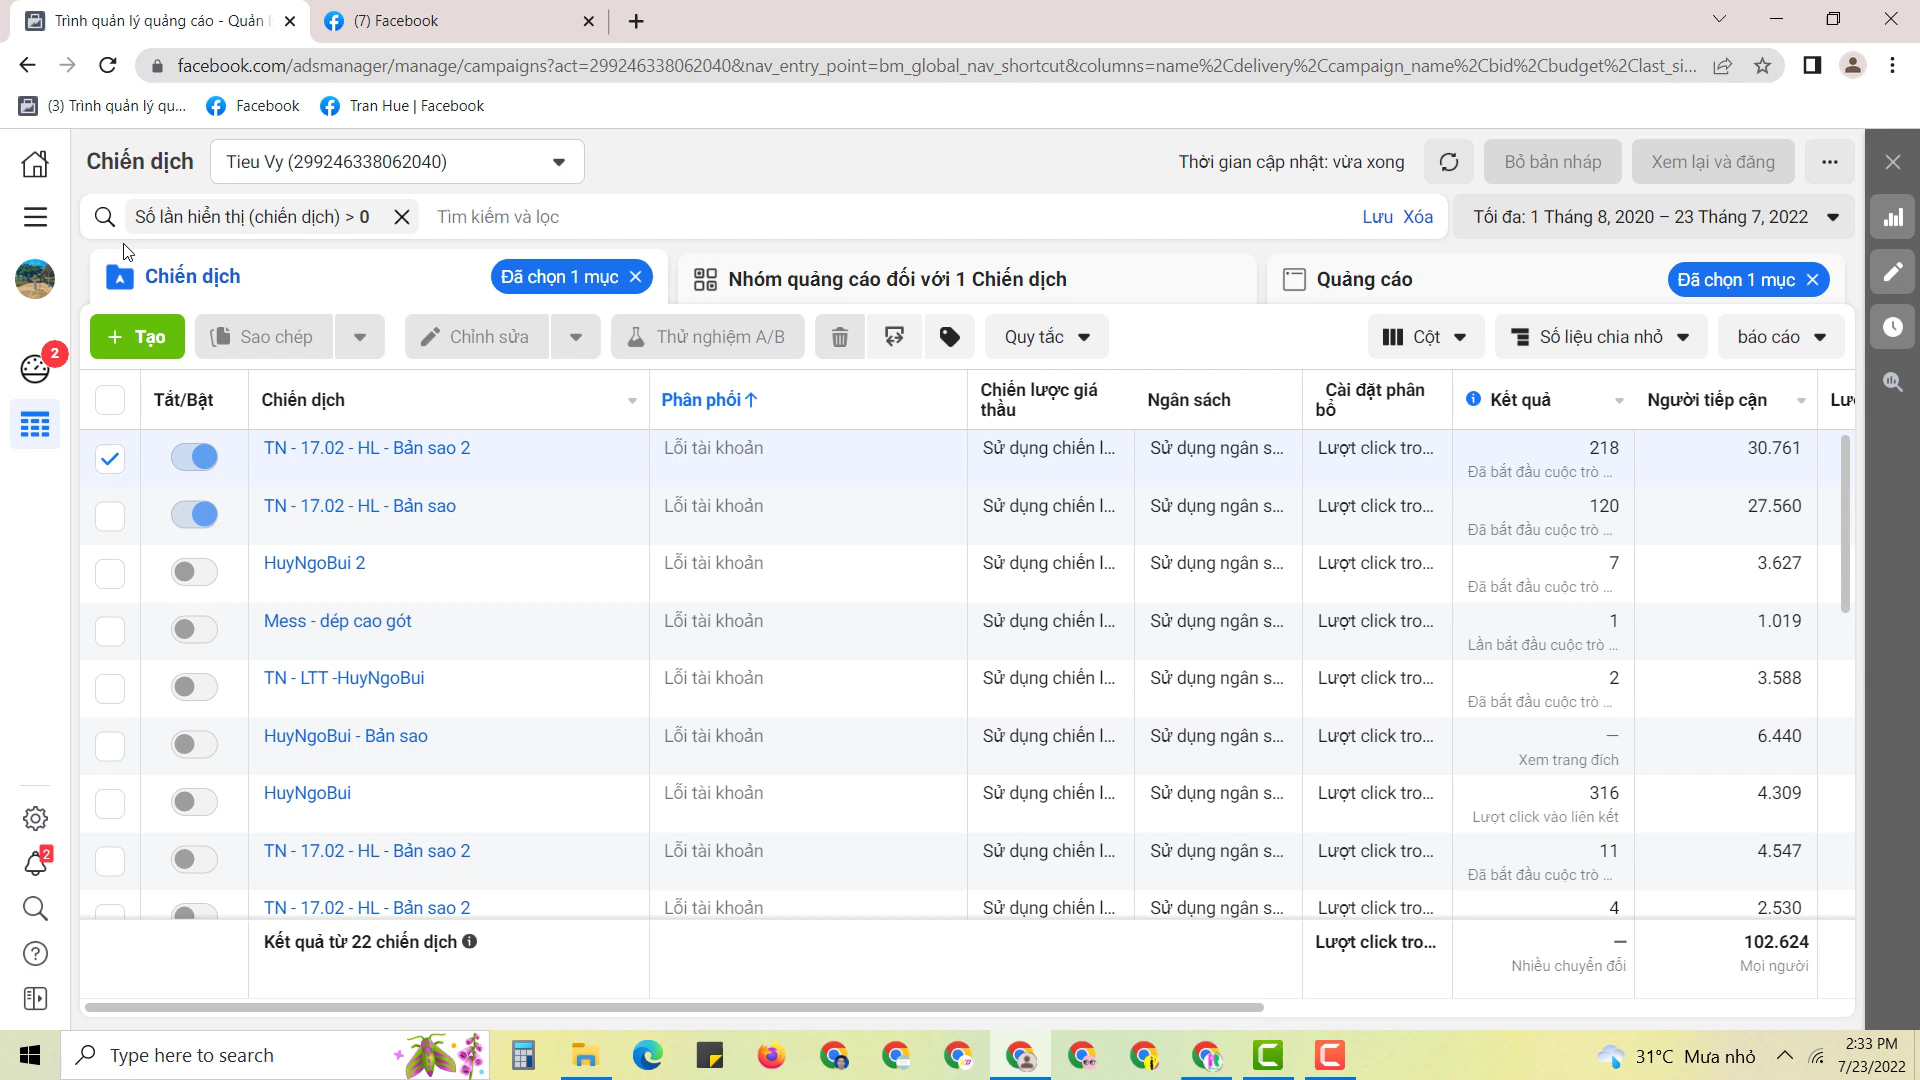 Trình quản lý quảng cáo - Quản l
(7) Facebook
facebook.com/adsmanager/manage/campaigns?act=299246338062040&nav_entry_point=bm_global_nav_shortcut&columns=name%2Cdelivery%2Ccampaign_name%2Cbid%2Cbudget%2Clast_si...
(3) Trình quản lý qu...
Facebook
Tran Hue | Facebook
Chiến dịch
Tieu Vy (299246338062040)
Thời gian cập nhật: vừa xong
Bỏ bản nháp
Xem lại và đăng
Số lần hiển thị (chiến dịch) > 0
Tìm kiếm và lọc
Lưu Xóa
Tối đa: 1 Tháng 8, 2020 – 23 Tháng 7, 2022
Chiến dịch
Đã chọn 1 mục
Nhóm quảng cáo đối với 1 Chiến dịch
Quảng cáo
Đã chọn 1 mục
2
+ Tạo
Sao chép
Chỉnh sửa
Thử nghiệm A/B
Quy tắc
Cột
Số liệu chia nhỏ
báo cáo
Tắt/Bật
Chiến dịch
Phân phối↑
Chiến lược giá
thầu
Ngân sách
Cài đặt phân
bổ
Kết quả
Người tiếp cận
Lư
TN - 17.02 - HL - Bản sao 2
Lỗi tài khoản
Sử dụng chiến l...
Sử dụng ngân s...
Lượt click tro...
218
30.761
Đã bắt đầu cuộc trò ...
TN - 17.02 - HL - Bản sao
Lỗi tài khoản
Sử dụng chiến l...
Sử dụng ngân s...
Lượt click tro...
120
27.560
Đã bắt đầu cuộc trò ...
HuyNgoBui 2
Lỗi tài khoản
Sử dụng chiến l...
Sử dụng ngân s...
Lượt click tro...
7
3.627
Đã bắt đầu cuộc trò ...
Mess - dép cao gót
Lỗi tài khoản
Sử dụng chiến l...
Sử dụng ngân s...
Lượt click tro...
1
1.019
Lần bắt đầu cuộc trò ...
TN - LTT -HuyNgoBui
Lỗi tài khoản
Sử dụng chiến l...
Sử dụng ngân s...
Lượt click tro...
2
3.588
Đã bắt đầu cuộc trò ...
HuyNgoBui - Bản sao
Lỗi tài khoản
Sử dụng chiến l...
Sử dụng ngân s...
Lượt click tro...
—
6.440
Xem trang đích
HuyNgoBui
Lỗi tài khoản
Sử dụng chiến l...
Sử dụng ngân s...
Lượt click tro...
316
4.309
Lượt click vào liên kết
TN - 17.02 - HL - Bản sao 2
Lỗi tài khoản
Sử dụng chiến l...
Sử dụng ngân s...
Lượt click tro...
11
4.547
Đã bắt đầu cuộc trò ...
2
TN - 17.02 - HL - Bản sao 2
Lỗi tài khoản
Sử dụng chiến l...
Sử dụng ngân s...
Lượt click tro...
4
2.530
Kết quả từ 22 chiến dịch
Lượt click tro...
—
102.624
Nhiều chuyển đổi
Mọi người
Type here to search
31°C Mưa nhỏ
2:33 PM
7/23/2022